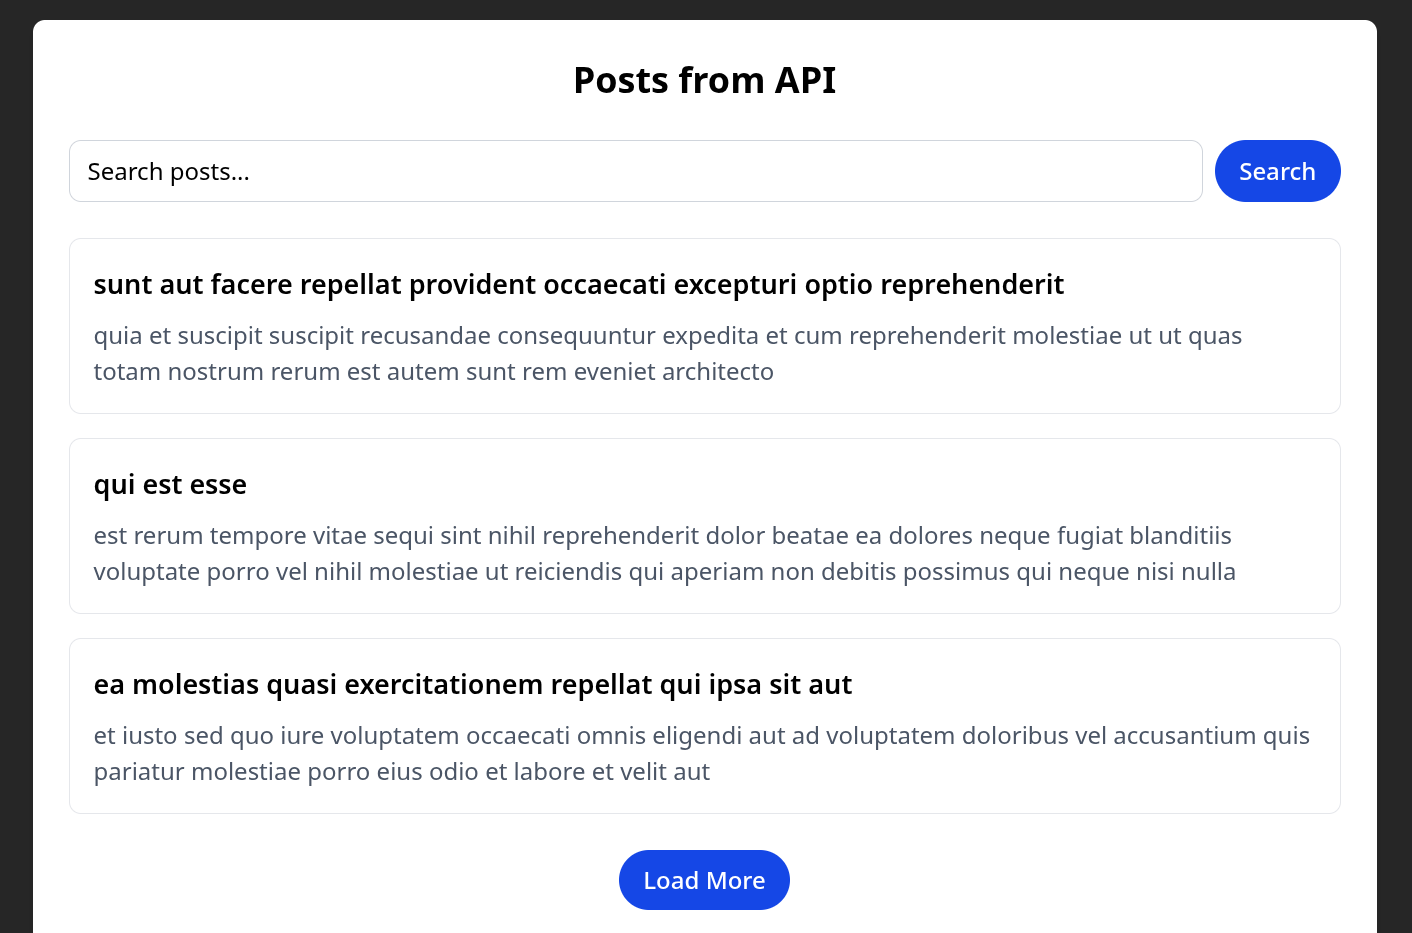 Posts from API
Search posts...
Search
sunt aut facere repellat provident occaecati excepturi optio reprehenderit
quia et suscipit suscipit recusandae consequuntur expedita et cum reprehenderit molestiae ut ut quas
totam nostrum rerum est autem sunt rem eveniet architecto
qui est esse
est rerum tempore vitae sequi sint nihil reprehenderit dolor beatae ea dolores neque fugiat blanditiis
voluptate porro vel nihil molestiae ut reiciendis qui aperiam non debitis possimus qui neque nisi nulla
ea molestias quasi exercitationem repellat qui ipsa sit aut
et iusto sed quo iure voluptatem occaecati omnis eligendi aut ad voluptatem doloribus vel accusantium quis
pariatur molestiae porro eius odio et labore et velit aut
Load More